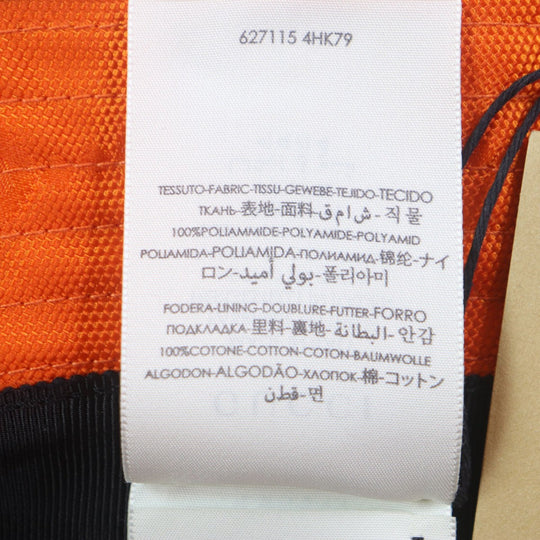 627115 4HK79
TESSUTO-FABRIC-TISSU-GEWEBE-TEJIDO-TECIDO
ТКАНЬ-表地-面料-قماش-직물
100%POLIAMMIDE-POLYAMIDE-POLYAMID
POLIAMIDA-POLIAMIDA-ПОЛИАМИД-锦纶-ナイ
ロン-بولي أميد-폴리아미
FODERA-LINING-DOUBLURE-FUTTER-FORRO
ПОДКЛАДКА-里料-裏地-البطانة-안감
100%COTONE-COTTON-COTON-BAUMWOLLE
ALGODON-ALGODÃO-ХЛОПОК-棉-コットン
-قطن-면